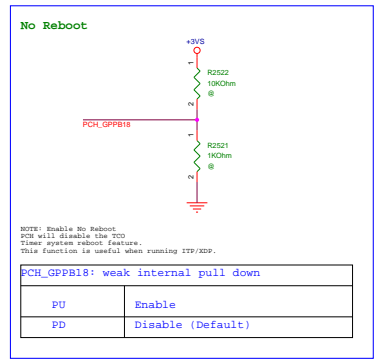 No Reboot
+3VS
1
R2522
10KOhm
@
2
PCH_GPPB18
1
R2521
1KOhm
@
2
NOTE: Enable No Reboot
PCH will disable the TCO
Timer system reboot feature.
This function is useful when running ITP/XDP.
PCH_GPPB18: weak internal pull down
PU Enable
PD Disable (Default)